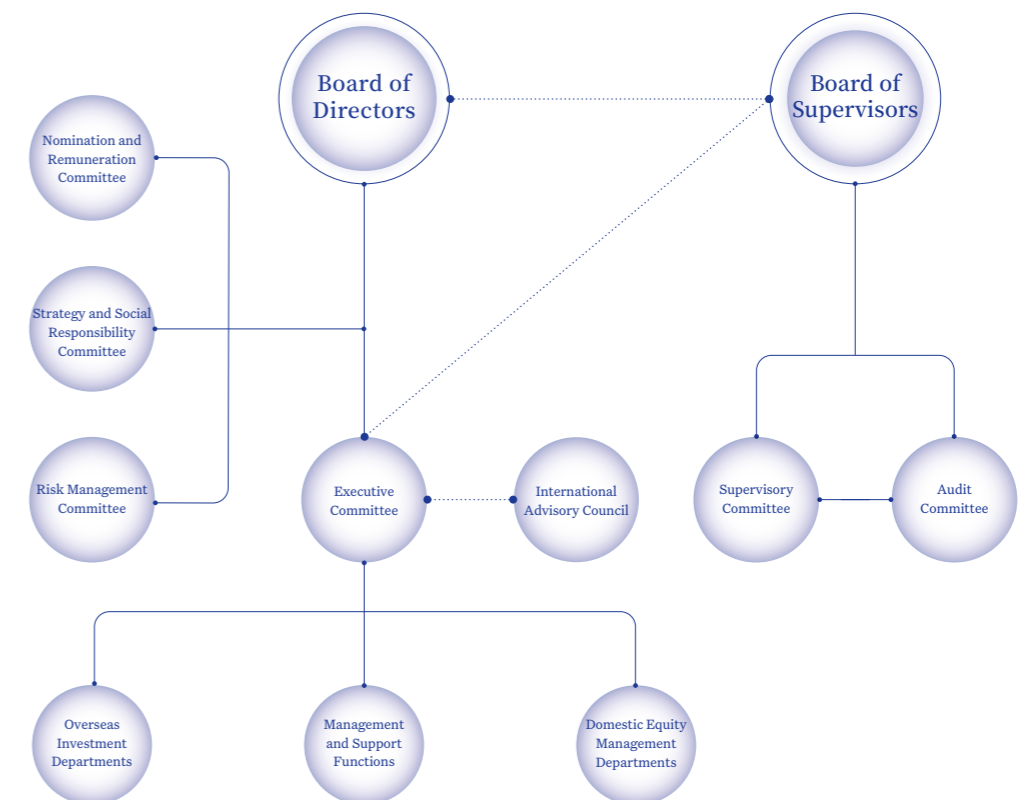 Board of
Directors
Board of
Supervisors
Nomination and
Remuneration
Committee
Strategy and Social
Responsibility
Committee
Risk Management
Committee
Executive
Committee
International
Advisory Council
Supervisory
Committee
Audit
Committee
Overseas
Investment
Departments
Management
and Support
Functions
Domestic Equity
Management
Departments